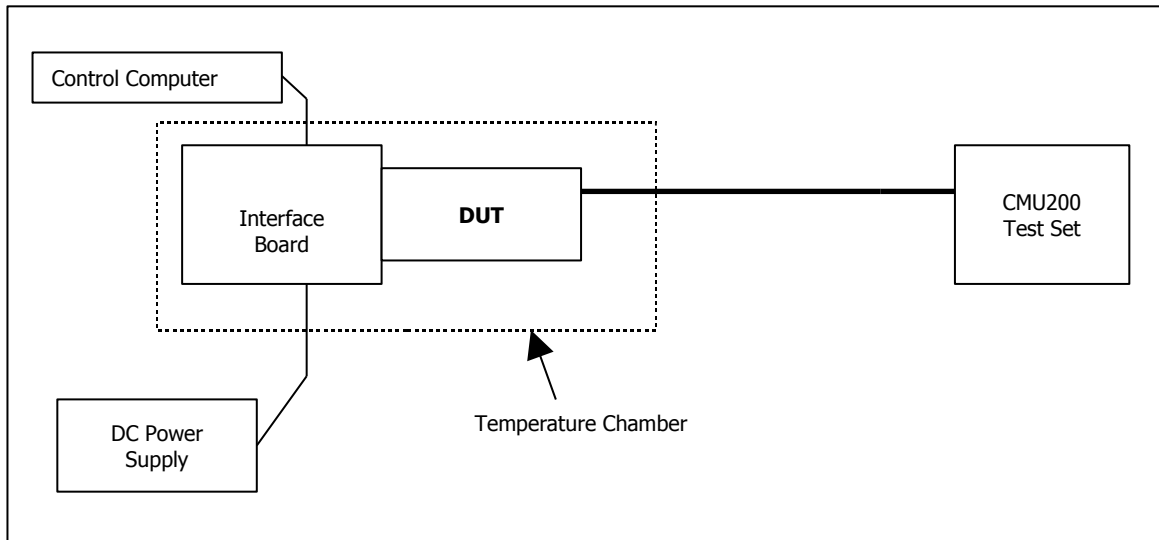 Control Computer
Interface
Board
DUT
CMU200
Test Set
DC Power
Supply
Temperature Chamber